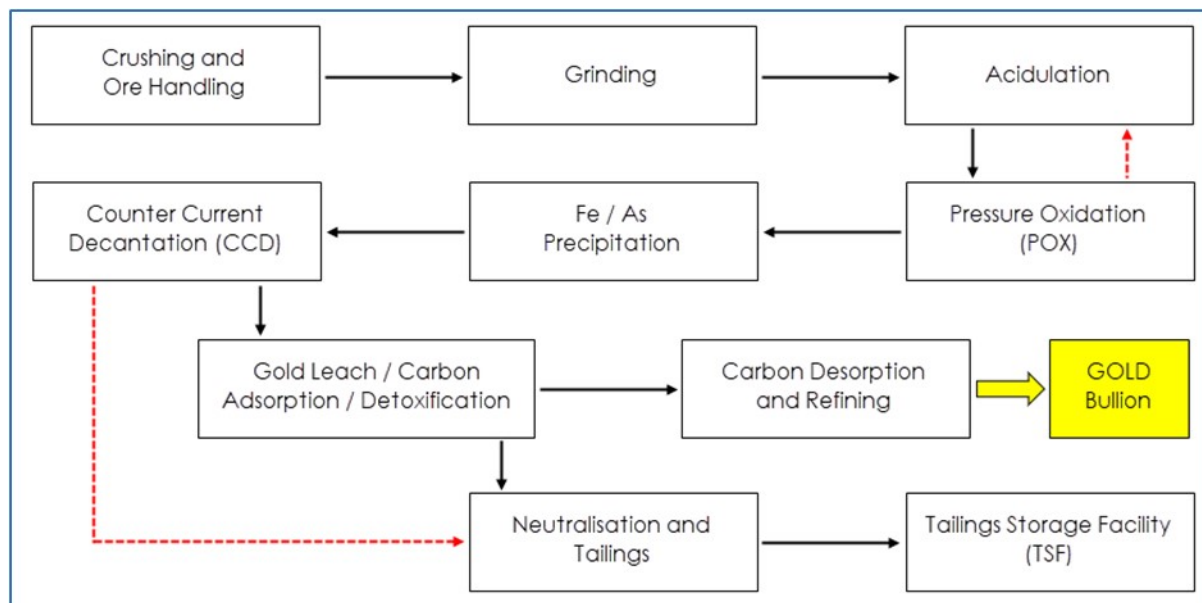 Crushing and
Ore Handling
Grinding
Acidulation
Counter Current
Decantation (CCD)
Fe / As
Precipitation
Pressure Oxidation
(POX)
Gold Leach / Carbon
Adsorption / Detoxification
Carbon Desorption
and Refining
GOLD
Bullion
Neutralisation and
Tailings
Tailings Storage Facility
(TSF)